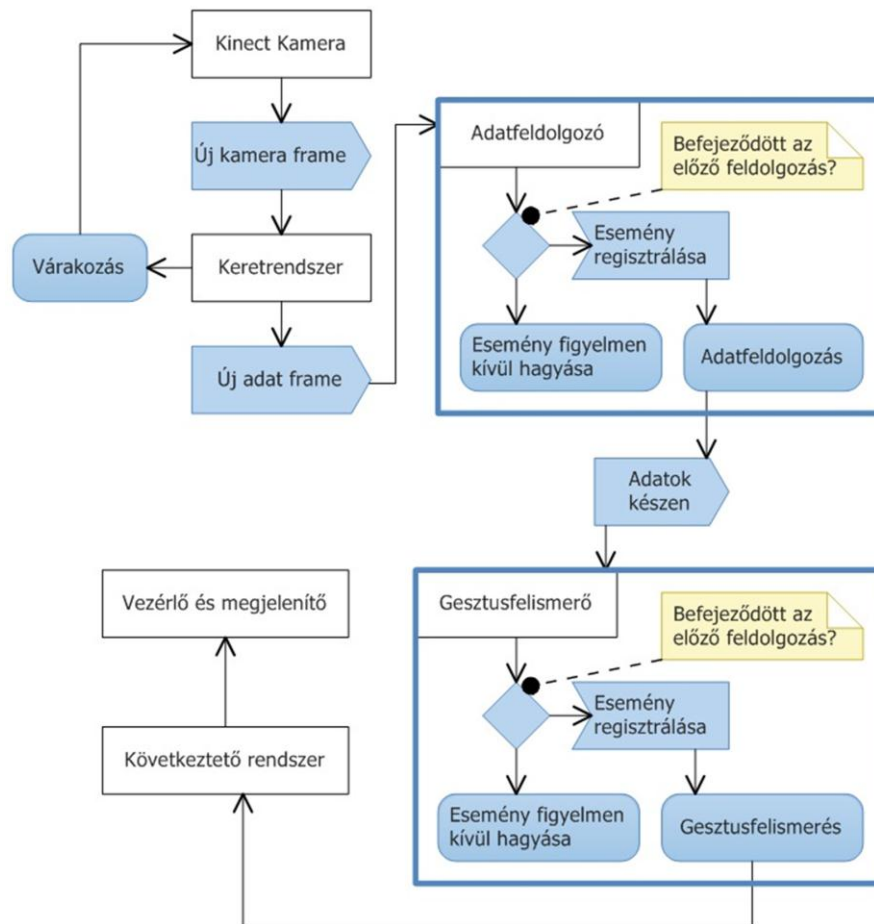 Kinect Kamera
Új kamera frame
Várakozás
Keretrendszer
Új adat frame
Adatfeldolgozó
Befejeződött az
előző feldolgozás?
Esemény
regisztrálása
Esemény figyelmen
kívül hagyása
Adatfeldolgozás
Adatok
készen
Gesztusfelismerő
Befejeződött az
előző feldolgozás?
Esemény
regisztrálása
Esemény figyelmen
kívül hagyása
Gesztusfelismerés
Következtető rendszer
Vezérlő és megjelenítő